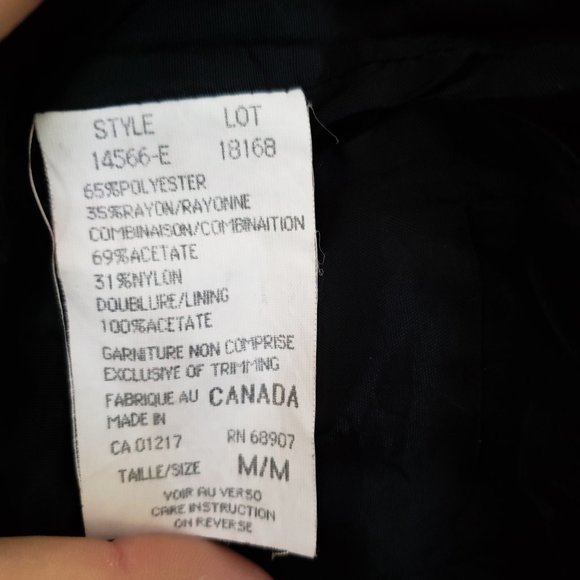 STYLE LOT
14566-E 18168
65%POLYESTER
35%RAYON/RAYONNE
COMBINAISON/COMBINAITION
69%ACETATE
31%NYLON
DOUBLURE/LINING
100%ACETATE
GARNITURE NON COMPRISE
EXCLUSIVE OF TRIMMING
FABRIQUE AU CANADA
MADE IN
CA 01217 RN 68907
TAILLE/SIZE M/M
VOIR AU VERSO
CARE INSTRUCTION
ON REVERSE